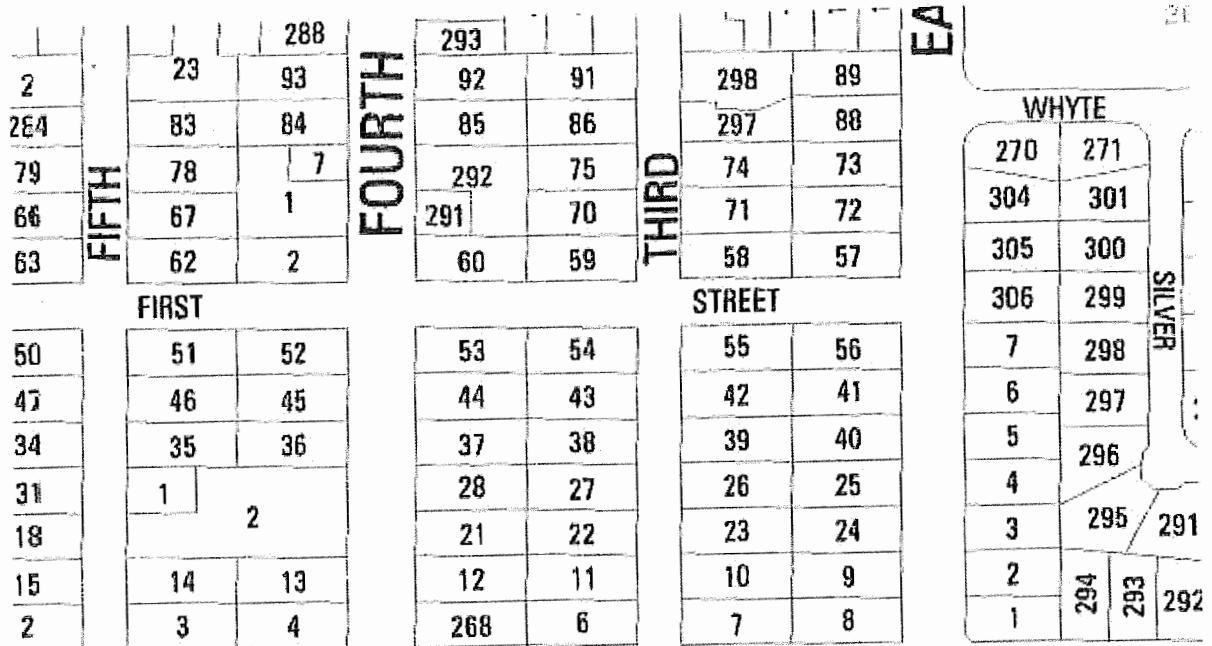 288 293
2 23 93 92 91 298 89
284 83 84 85 86 297 88
WHYTE
79 78 7 292 75 74 73 270 271
66 67 1 291 70 71 72 304 301
63 62 2 60 59 58 57 305 300
FIFTH
FOURTH
THIRD
EA
FIRST STREET 306 299
SILVER
50 51 52 53 54 55 56 7 298
47 46 45 44 43 42 41 6 297
34 35 36 37 38 39 40 5 296
31 1 28 27 26 25 4
18 2 21 22 23 24 3 295 291
15 14 13 12 11 10 9 2 294 293 292
2 3 4 268 6 7 8 1